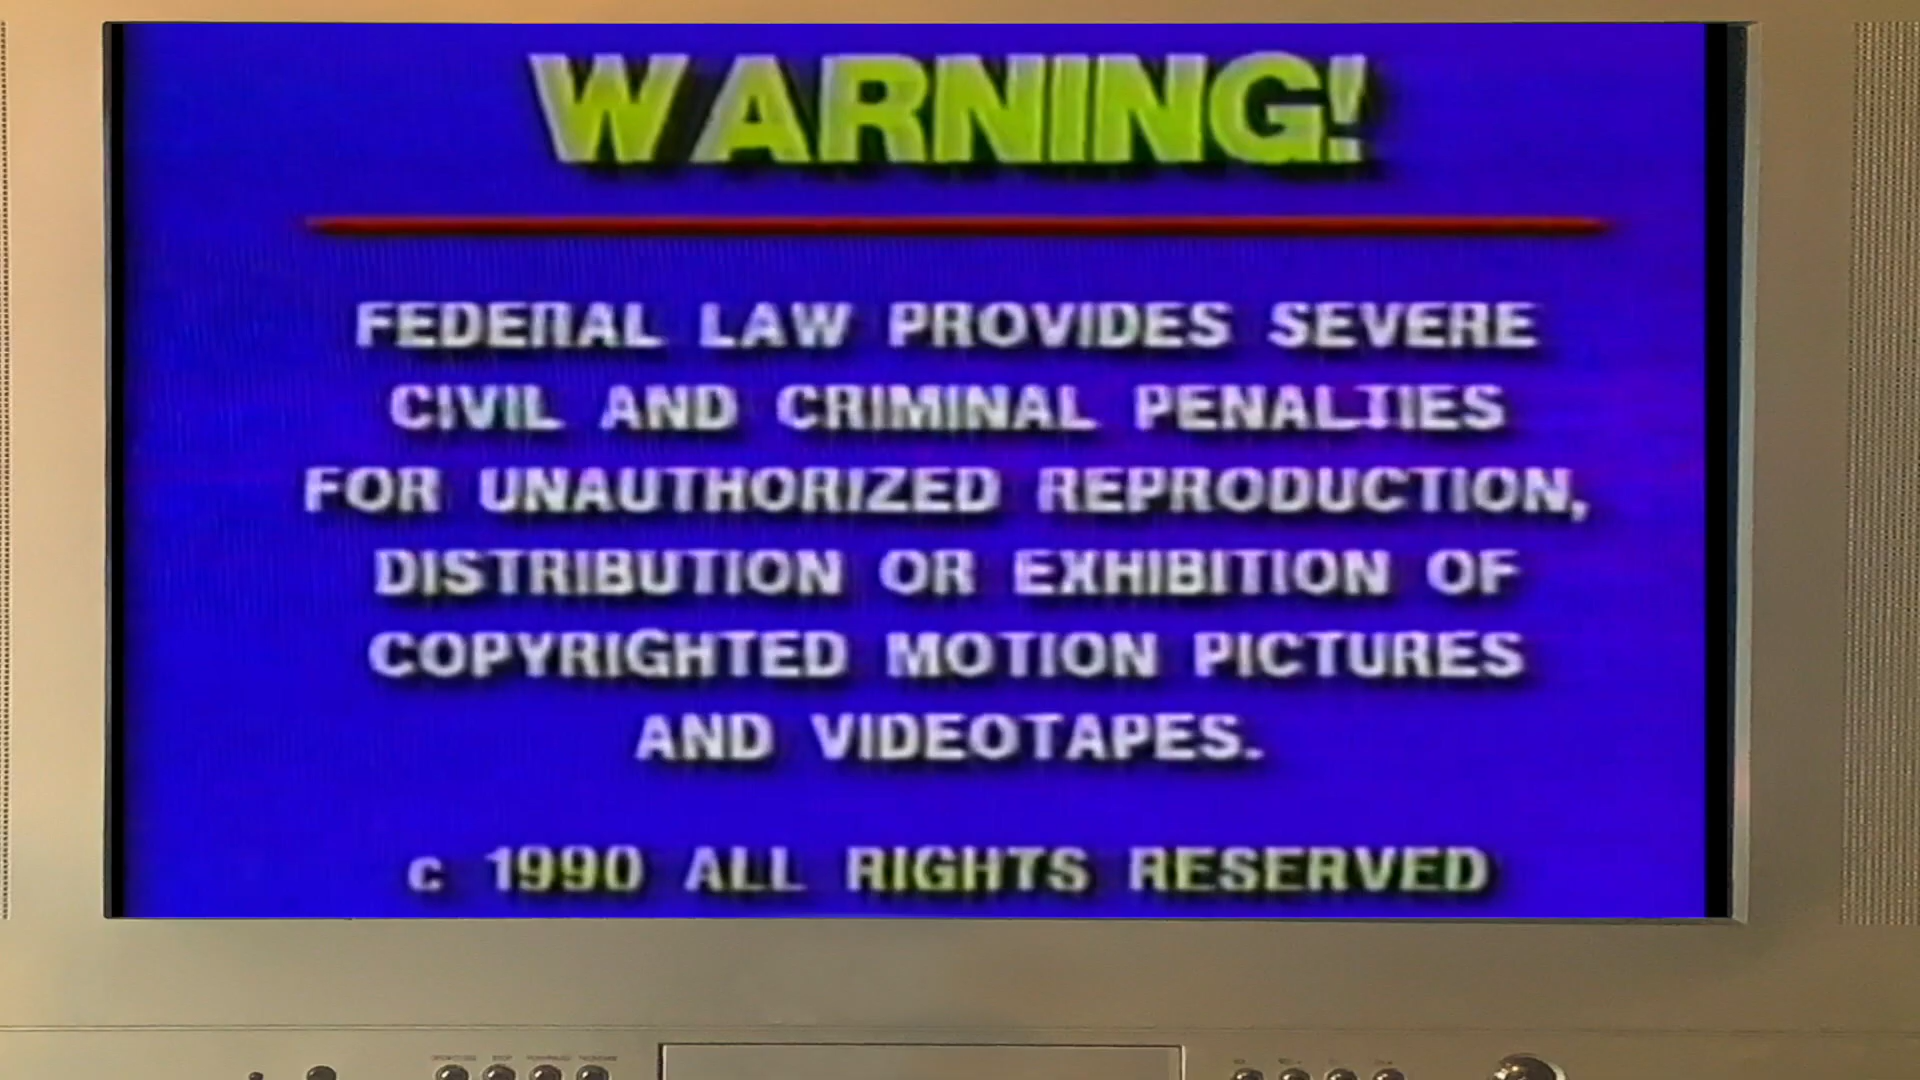 WARNING!
FEDERAL LAW PROVIDES SEVERE
CIVIL AND CRIMINAL PENALTIES
FOR UNAUTHORIZED REPRODUCTION,
DISTRIBUTION OR EXHIBITION OF
COPYRIGHTED MOTION PICTURES
AND VIDEOTAPES.
c 1990 ALL RIGHTS RESERVED